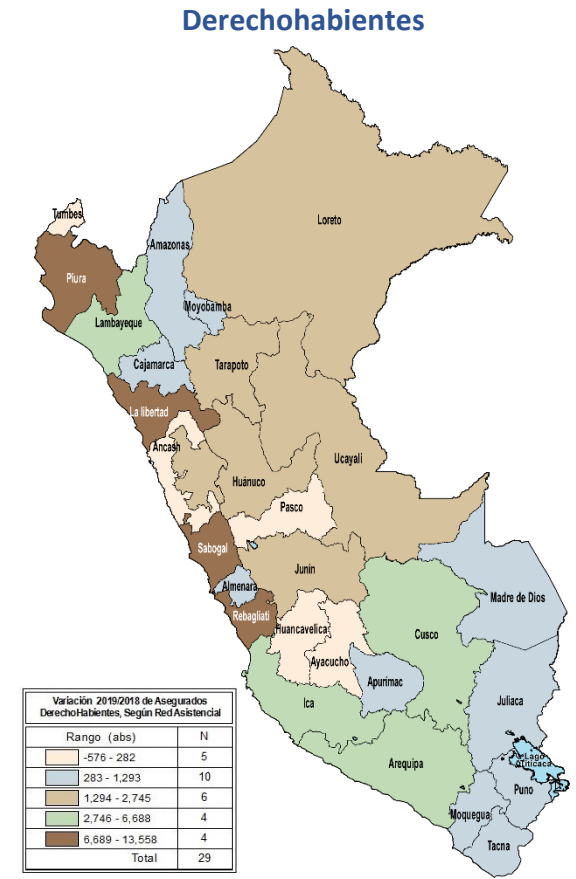 Derechohabientes
Loreto
Tumbes
Amazonas
Piura
Moyobamba
Lambayeque
Cajamarca
Tarapoto
La libertad
Ancash
Ucayali
Huánuco
Pasco
Sabogal
Junín
Almenara
Madre de Dios
Rebagliati
Huancavelica
Cusco
Ayacucho
Apurímac
Ica
Juliaca
Lago
Titicaca
Arequipa
Puno
Moquegua
Tacna
Variación 2019/2018 de Asegurados
DerechoHabientes, Según Red Asistencial
Rango (abs) N
-576 - 282 5
283 - 1,293 10
1,294 - 2,745 6
2,746 - 6,688 4
6,689 - 13,558 4
Total 29